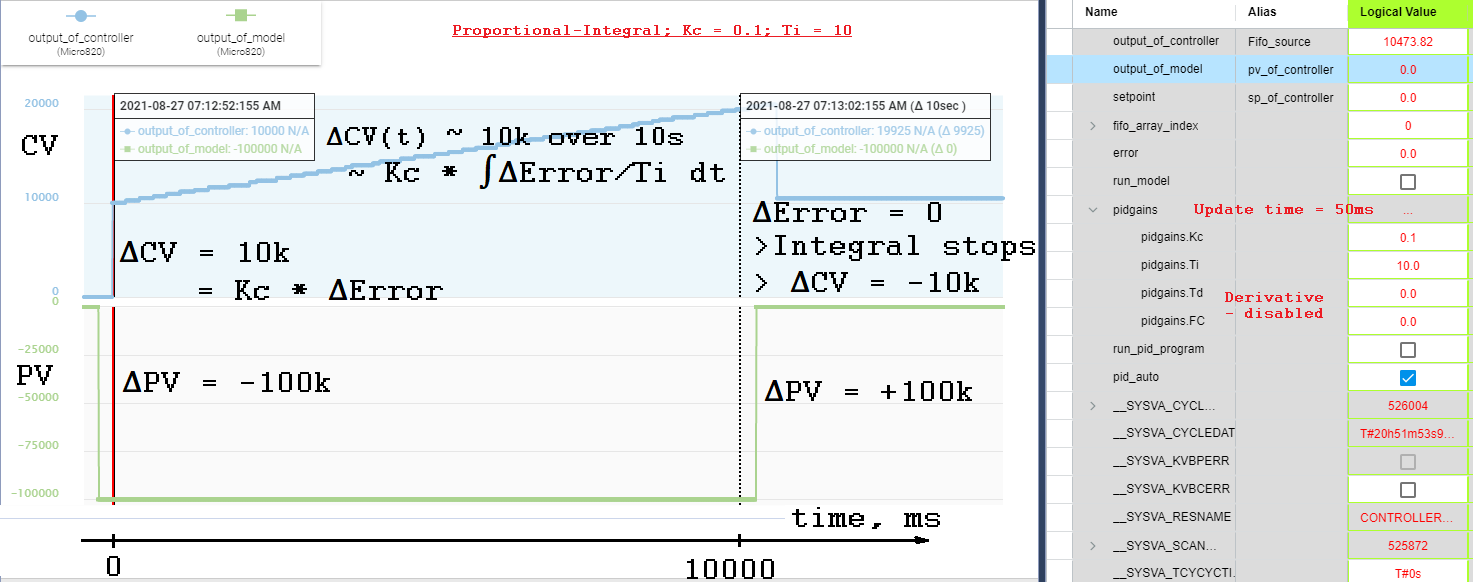 output_of_controller
(Micro820)
output_of_model
(Micro820)
Proportional-Integral; Kc = 0.1; Ti = 10
20000
CV
10000
0
2021-08-27 07:12:52:155 AM
output_of_controller: 10000 N/A
output_of_model: -100000 N/A
ΔCV(t) ~ 10k over 10s
~ Kc * ∫ΔError/Ti dt
2021-08-27 07:13:02:155 AM (Δ 10sec )
output_of_controller: 19925 N/A (Δ 9925)
output_of_model: -100000 N/A (Δ 0)
ΔCV = 10k
= Kc * ΔError
ΔError = 0
>Integral stops
> ΔCV = -10k
0
-25000
PV
-50000
-75000
-100000
ΔPV = -100k
ΔPV = +100k
time, ms
0
10000
Name Alias Logical Value
output_of_controller Fifo_source 10473.82
output_of_model pv_of_controller 0.0
setpoint sp_of_controller 0.0
fifo_array_index 0
error 0.0
run_model
pidgains Update time = 50ms ...
pidgains.Kc 0.1
pidgains.Ti 10.0
pidgains.Td 0.0
Derivative
- disabled
pidgains.FC 0.0
run_pid_program
pid_auto
__SYSVA_CYCL... 526004
__SYSVA_CYCLEDAT T#20h51m53s9...
__SYSVA_KVBPERR
__SYSVA_KVBCERR
__SYSVA_RESNAME CONTROLLER...
__SYSVA_SCAN... 525872
__SYSVA_TCYCYCTI T#0s